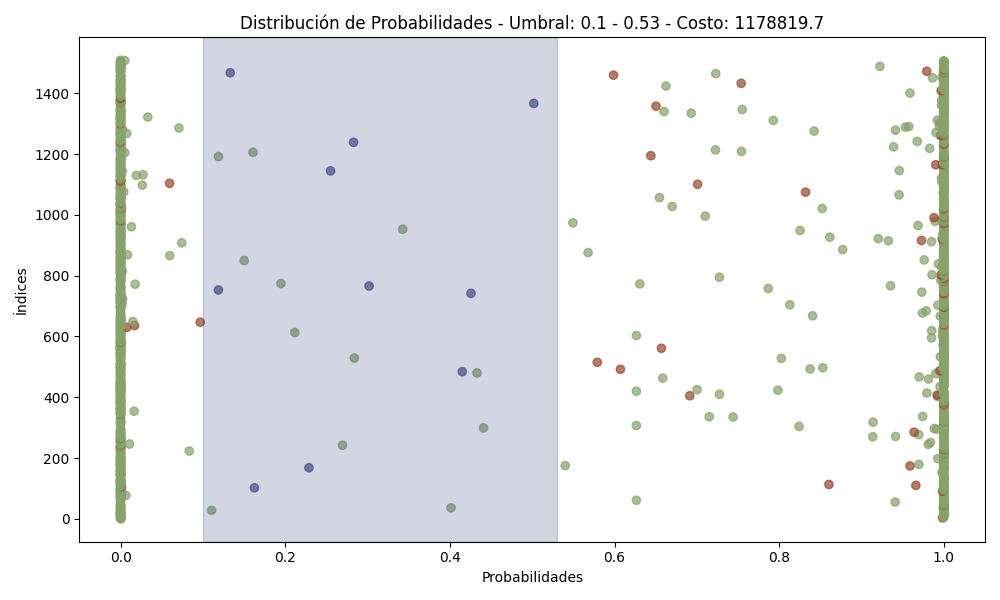 Distribución de Probabilidades - Umbral: 0.1 - 0.53 - Costo: 1178819.7
1400
1200
1000
800
600
400
200
0
Índices
0.0 0.2 0.4 0.6 0.8 1.0
Probabilidades